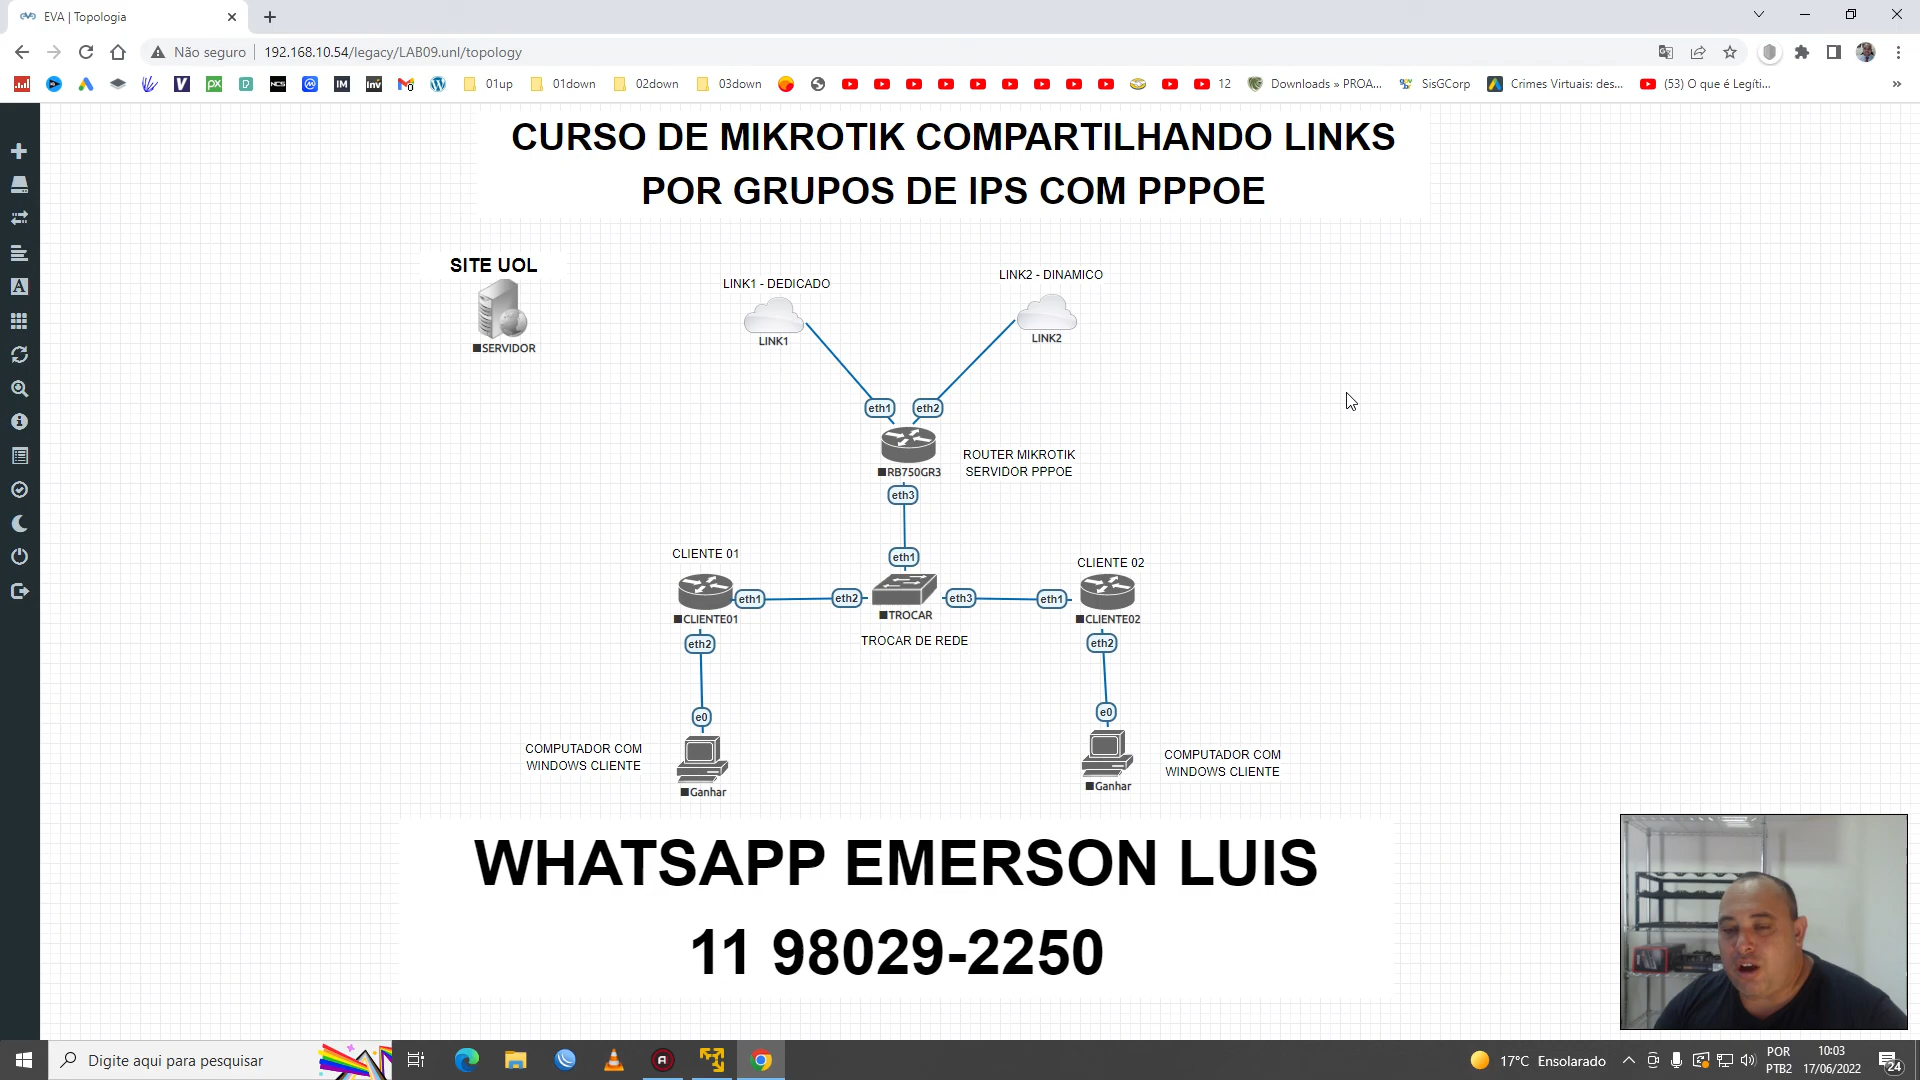 EVA | Topologia
Não seguro
192.168.10.54/legacy/LAB09.unl/topology
01up
01down
02down
03down
12
Downloads » PROA...
SisGCorp
Crimes Virtuais: des...
(53) O que é Legíti...
CURSO DE MIKROTIK COMPARTILHANDO LINKS
POR GRUPOS DE IPS COM PPPOE
SITE UOL
SERVIDOR
LINK1 - DEDICADO
LINK1
LINK2 - DINAMICO
LINK2
eth1
eth2
RB750GR3
ROUTER MIKROTIK
SERVIDOR PPPOE
eth3
eth1
CLIENTE 01
CLIENTE 02
eth1
eth2
eth3
eth1
CLIENTE01
TROCAR
CLIENTE02
TROCAR DE REDE
eth2
eth2
e0
e0
COMPUTADOR COM
WINDOWS CLIENTE
Ganhar
COMPUTADOR COM
WINDOWS CLIENTE
Ganhar
WHATSAPP EMERSON LUIS
11 98029-2250
Digite aqui para pesquisar
17°C Ensolarado
POR
PTB2
10:03
17/06/2022
24